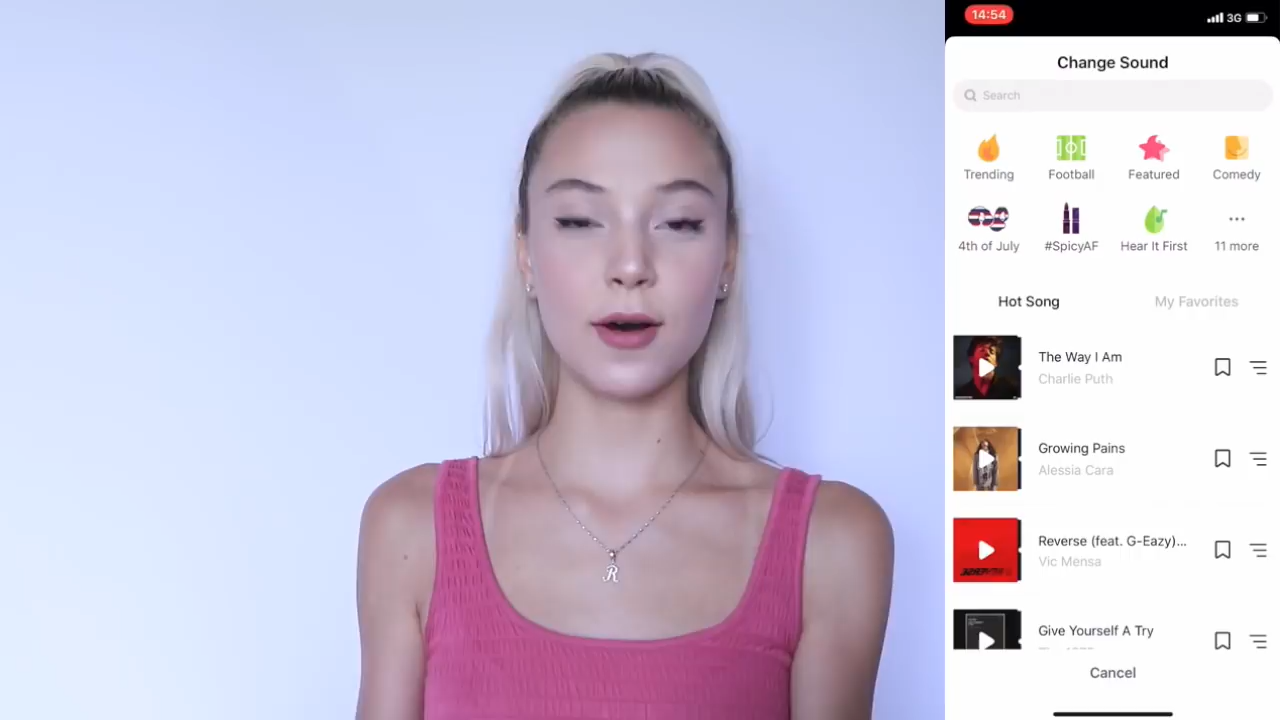 14:54
3G
Change Sound
Search
Trending
Football
Featured
Comedy
4th of July
#SpicyAF
Hear It First
11 more
Hot Song
My Favorites
The Way I Am
Charlie Puth
Growing Pains
Alessia Cara
Reverse (feat. G-Eazy)...
Vic Mensa
Give Yourself A Try
Cancel
R